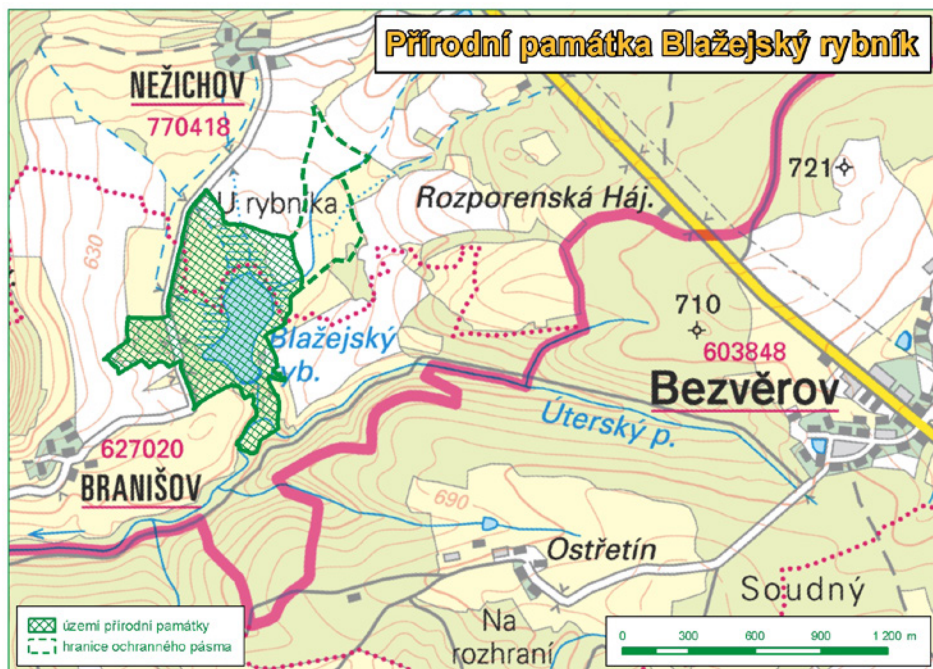 Přírodní památka Blažejský rybník
NEŽICHOV
770418
721
U rybníka
Rozporenská Háj.
630
710
603848
Blažejský
ryb.
Bezvěrov
Úterský p.
627020
BRANIŠOV
690
Ostřetín
Soudný
Na
rozhraní
území přírodní památky
hranice ochranného pásma
0 300 600 900 1 200 m